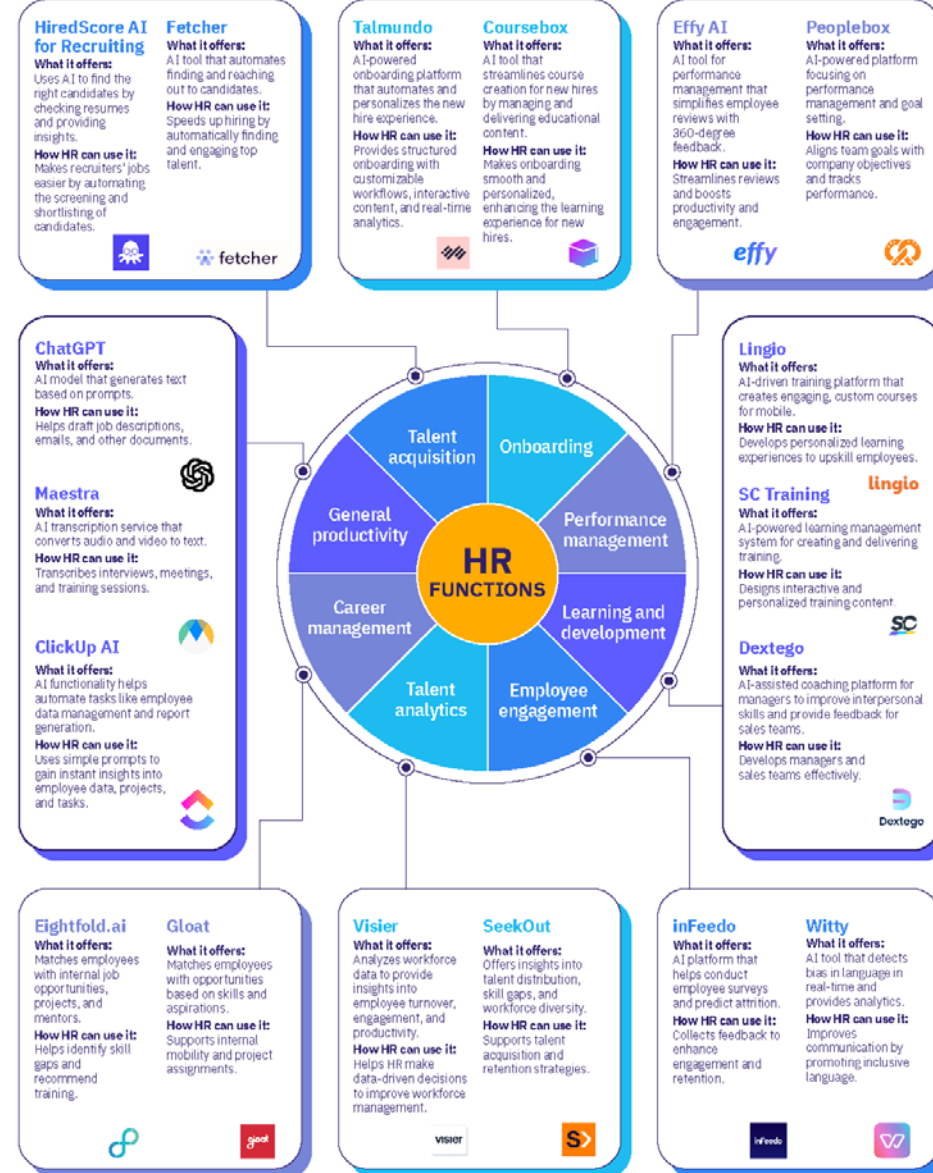 HiredScore AI
for Recruiting
What it offers:
Uses AI to find the
right candidates by
checking resumes
and providing
insights.
How HR can use it:
Makes recruiters' jobs
easier by automating
the screening and
shortlisting of
candidates.
Fetcher
What it offers:
AI tool that automates
finding and reaching
out to candidates.
How HR can use it:
Speeds up hiring by
automatically finding
and engaging top
talent.
fetcher
Talmundo
What it offers:
AI-powered
onboarding platform
that automates and
personalizes the new
hire experience.
How HR can use it:
Provides structured
onboarding with
customizable
workflows, interactive
content, and real-time
analytics.
Coursebox
What it offers:
AI tool that
streamlines course
creation for new hires
by managing and
delivering educational
content.
How HR can use it:
Makes onboarding
smooth and
personalized,
enhancing the learning
experience for new
hires.
Effy AI
What it offers:
AI tool for
performance
management that
simplifies employee
reviews with
360-degree
feedback.
How HR can use it:
Streamlines reviews
and boosts
productivity and
engagement.
effy
Peoplebox
What it offers:
AI-powered platform
focusing on
performance
management and goal
setting.
How HR can use it:
Aligns team goals with
company objectives
and tracks
performance.
ChatGPT
What it offers:
AI model that generates text
based on prompts.
How HR can use it:
Helps draft job descriptions,
emails, and other documents.
Maestra
What it offers:
AI transcription service that
converts audio and video to text.
How HR can use it:
Transcribes interviews, meetings,
and training sessions.
ClickUp AI
What it offers:
AI functionality helps
automate tasks like employee
data management and report
generation.
How HR can use it:
Uses simple prompts to
gain instant insights into
employee data, projects,
and tasks.
Talent
acquisition
Onboarding
General
productivity
Performance
management
HR
FUNCTIONS
Career
management
Learning and
development
Talent
analytics
Employee
engagement
Lingio
What it offers:
AI-driven training platform that
creates engaging, custom courses
for mobile.
How HR can use it:
Develops personalized learning
experiences to upskill employees.
lingio
SC Training
What it offers:
AI-powered learning management
system for creating and delivering
training.
How HR can use it:
Designs interactive and
personalized training content.
SC
Dextego
What it offers:
AI-assisted coaching platform for
managers to improve interpersonal
skills and provide feedback for
sales teams.
How HR can use it:
Develops managers and
sales teams effectively.
Dextego
Eightfold.ai
What it offers:
Matches employees
with internal job
opportunities,
projects, and
mentors.
How HR can use it:
Helps identify skill
gaps and
recommend
training.
Gloat
What it offers:
Matches employees
with opportunities
based on skills and
aspirations.
How HR can use it:
Supports internal
mobility and project
assignments.
gloat
Visier
What it offers:
Analyzes workforce
data to provide
insights into
employee turnover,
engagement, and
productivity.
How HR can use it:
Helps HR make
data-driven decisions
to improve workforce
management.
visier
SeekOut
What it offers:
Offers insights into
talent distribution,
skill gaps, and
workforce diversity.
How HR can use it:
Supports talent
acquisition and
retention strategies.
S
inFeedo
What it offers:
AI platform that
helps conduct
employee surveys
and predict attrition.
How HR can use it:
Collects feedback to
enhance
engagement and
retention.
inFeedo
Witty
What it offers:
AI tool that detects
bias in language in
real-time and
provides analytics.
How HR can use it:
Improves
communication by
promoting inclusive
language.